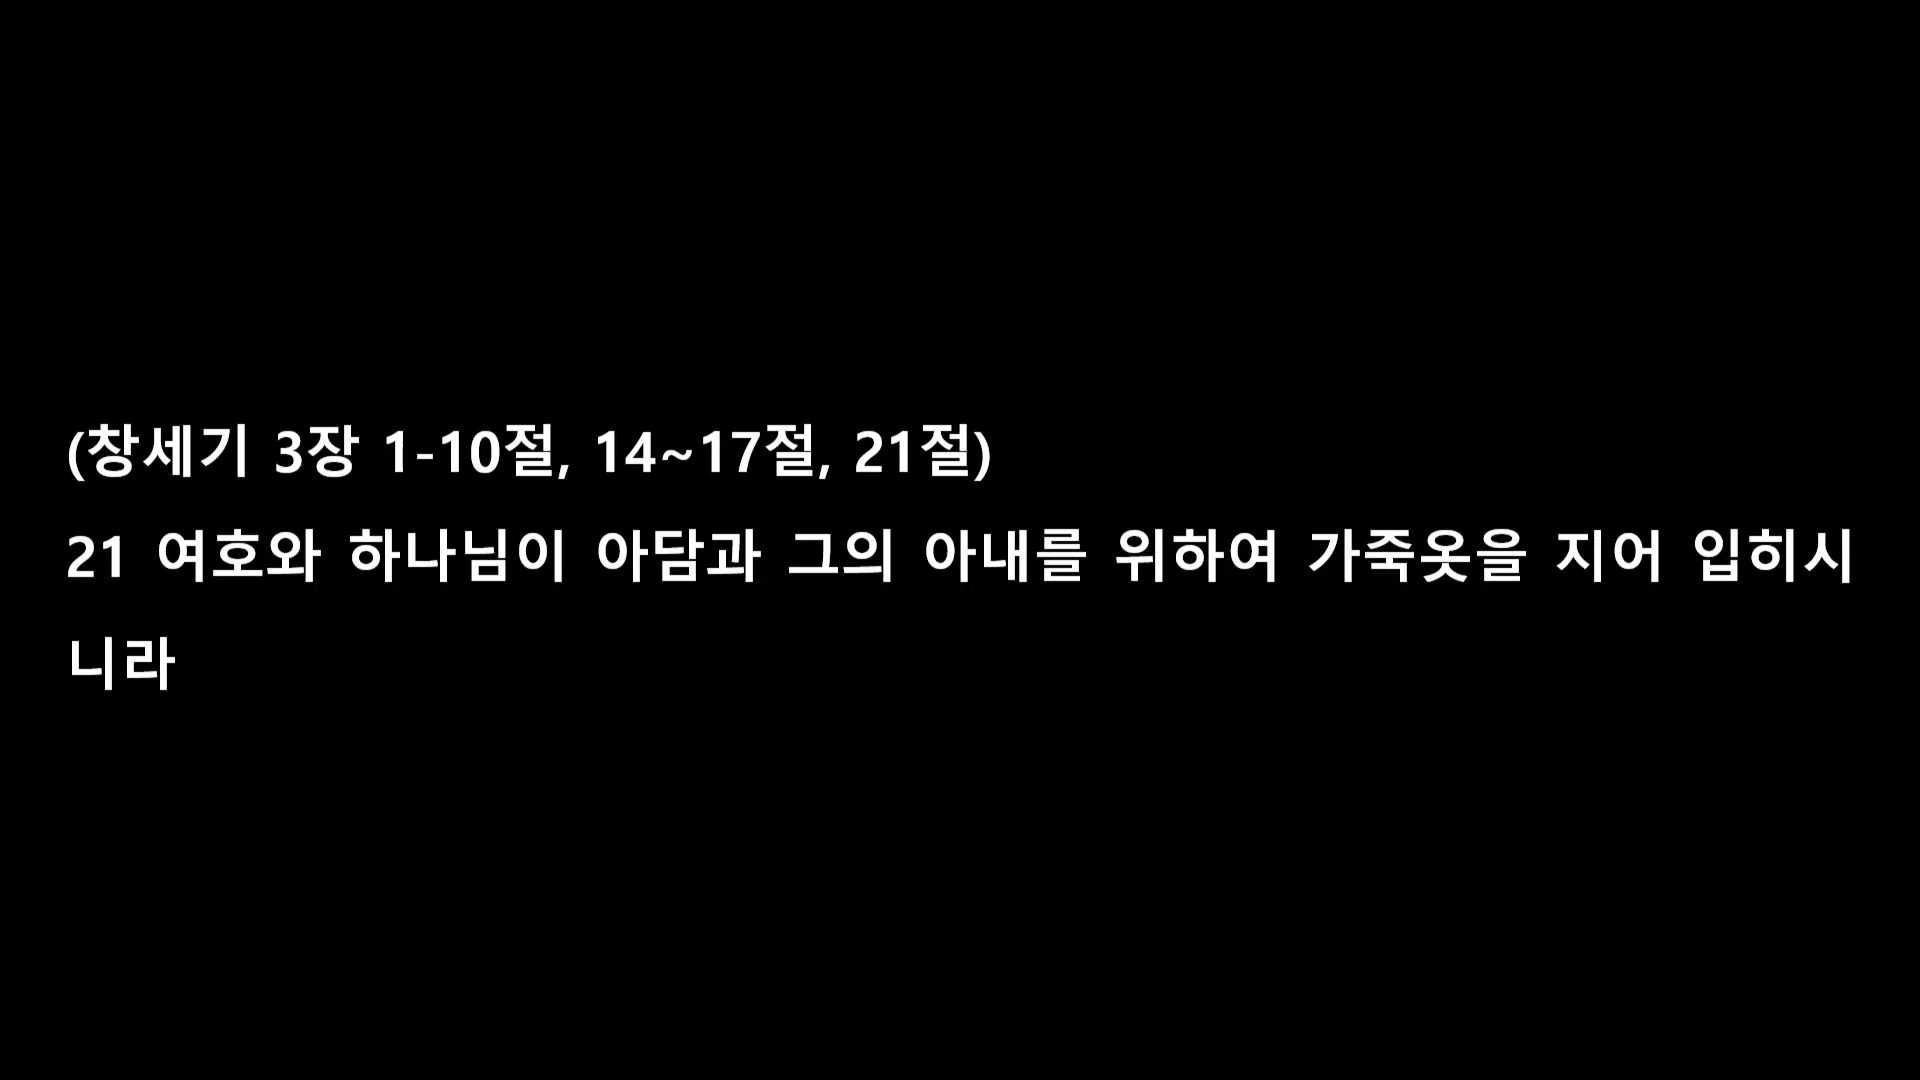 (창세기 3장 1-10절, 14~17절, 21절)
21 여호와 하나님이 아담과 그의 아내를 위하여 가죽옷을 지어 입히시
니라